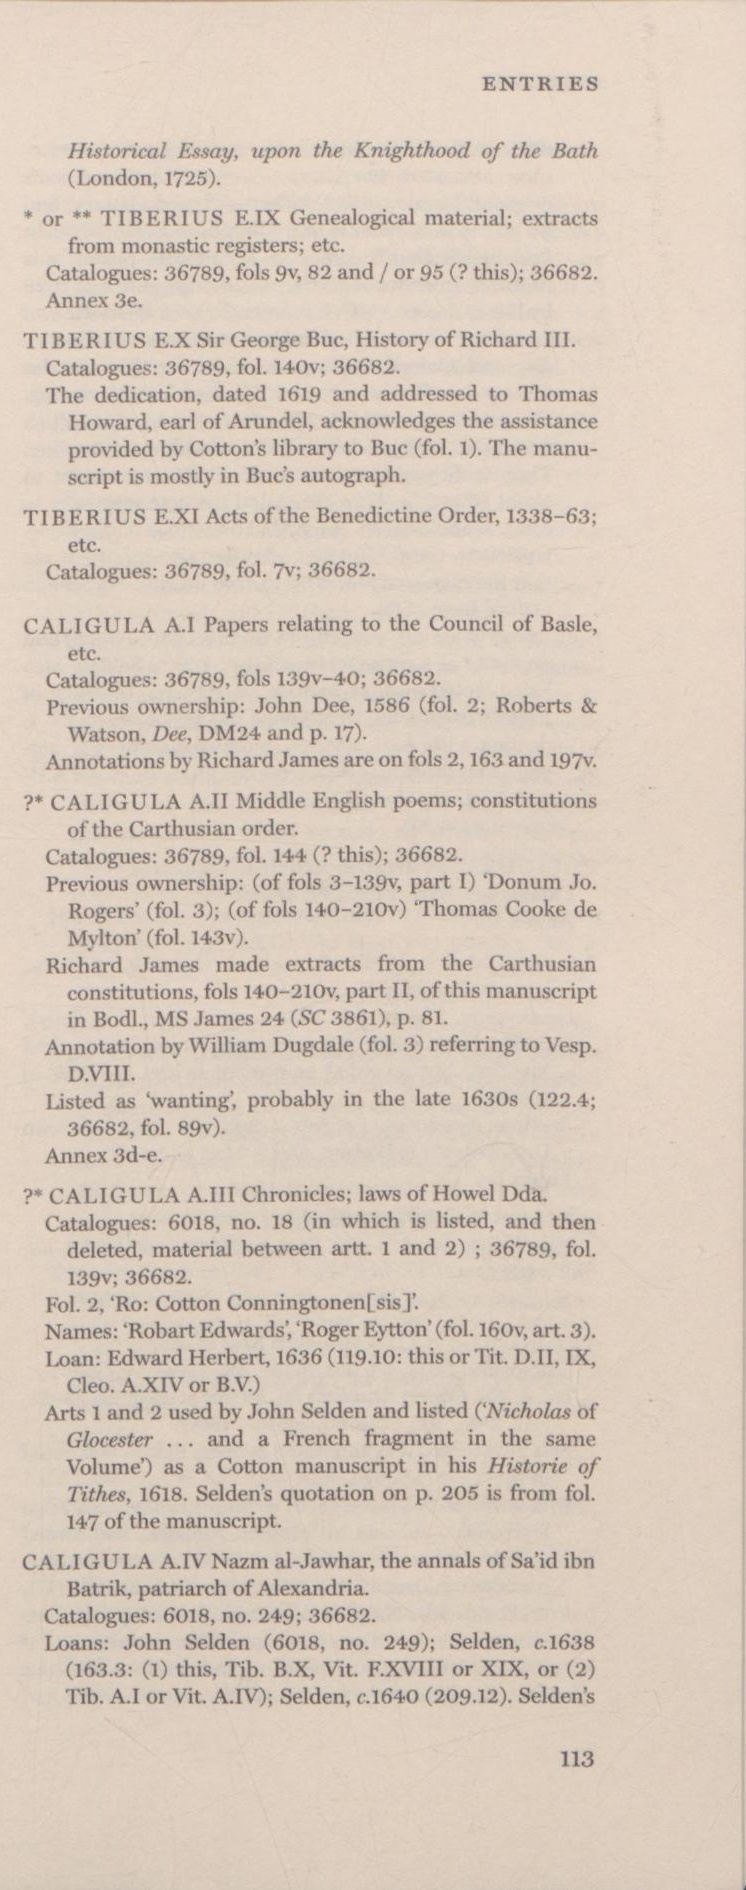 ENTRIES
Historical Essay, upon the Knighthood of the Bath
(London, 1725).
* or ** TIBERIUS E.IX Genealogical material; extracts
from monastic registers; etc.
Catalogues: 36789, fols 9v, 82 and / or 95 (? this); 36682.
Annex 3e.
TIBERIUS E.X Sir George Buc, History of Richard III.
Catalogues: 36789, fol. 140v; 36682.
The dedication, dated 1619 and addressed to Thomas
Howard, earl of Arundel, acknowledges the assistance
provided by Cotton's library to Buc (fol. 1). The manu-
script is mostly in Buc's autograph.
TIBERIUS E.XI Acts of the Benedictine Order, 1338–63;
etc.
Catalogues: 36789, fol. 7v; 36682.
CALIGULA A.I Papers relating to the Council of Basle,
etc.
Catalogues: 36789, fols 139v–40; 36682.
Previous ownership: John Dee, 1586 (fol. 2; Roberts &
Watson, Dee, DM24 and p. 17).
Annotations by Richard James are on fols 2, 163 and 197v.
?* CALIGULA A.II Middle English poems; constitutions
of the Carthusian order.
Catalogues: 36789, fol. 144 (? this); 36682.
Previous ownership: (of fols 3–139v, part I) ‘Donum Jo.
Rogers’ (fol. 3); (of fols 140–210v) ‘Thomas Cooke de
Mylton’ (fol. 143v).
Richard James made extracts from the Carthusian
constitutions, fols 140–210v, part II, of this manuscript
in Bodl., MS James 24 (SC 3861), p. 81.
Annotation by William Dugdale (fol. 3) referring to Vesp.
D.VIII.
Listed as ‘wanting’, probably in the late 1630s (122.4;
36682, fol. 89v).
Annex 3d-e.
?* CALIGULA A.III Chronicles; laws of Howel Dda.
Catalogues: 6018, no. 18 (in which is listed, and then
deleted, material between artt. 1 and 2) ; 36789, fol.
139v; 36682.
Fol. 2, ‘Ro: Cotton Conningtonen[sis]’.
Names: ‘Robart Edwards’, ‘Roger Eytton’ (fol. 160v, art. 3).
Loan: Edward Herbert, 1636 (119.10: this or Tit. D.II, IX,
Cleo. A.XIV or B.V.)
Arts 1 and 2 used by John Selden and listed (‘Nicholas of
Glocester ... and a French fragment in the same
Volume’) as a Cotton manuscript in his Historie of
Tithes, 1618. Selden's quotation on p. 205 is from fol.
147 of the manuscript.
CALIGULA A.IV Nazm al-Jawhar, the annals of Sa'id ibn
Batrik, patriarch of Alexandria.
Catalogues: 6018, no. 249; 36682.
Loans: John Selden (6018, no. 249); Selden, c.1638
(163.3: (1) this, Tib. B.X, Vit. F.XVIII or XIX, or (2)
Tib. A.I or Vit. A.IV); Selden, c.1640 (209.12). Selden's
113